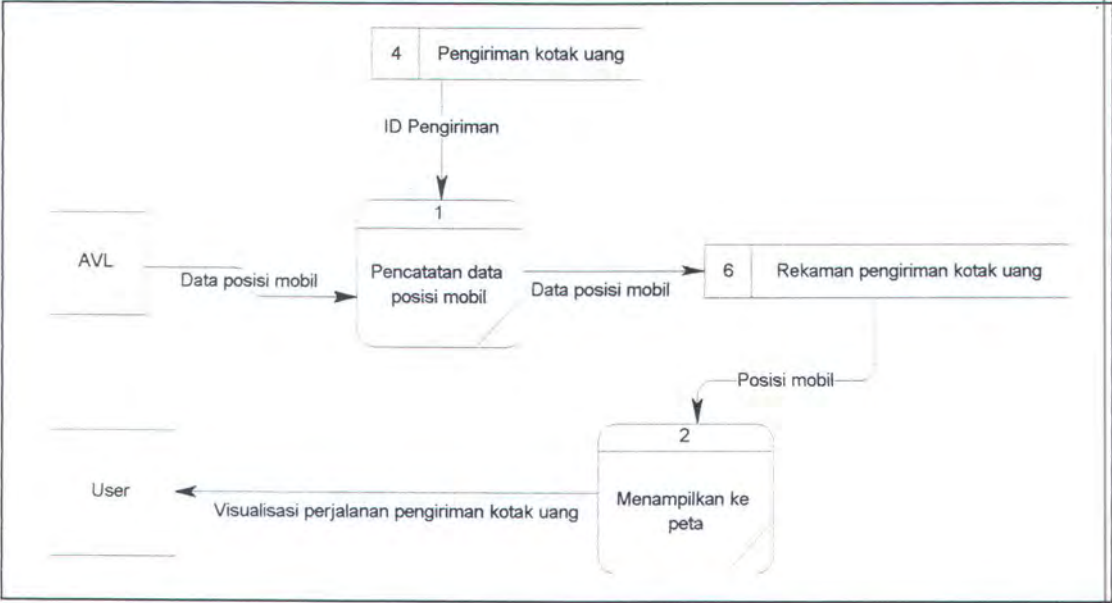 4 Pengiriman kotak uang
ID Pengiriman
1
AVL
Data posisi mobil
Pencatatan data
posisi mobil
Data posisi mobil
6 Rekaman pengiriman kotak uang
Posisi mobil
2
User
Visualisasi perjalanan pengiriman kotak uang
Menampilkan ke
peta